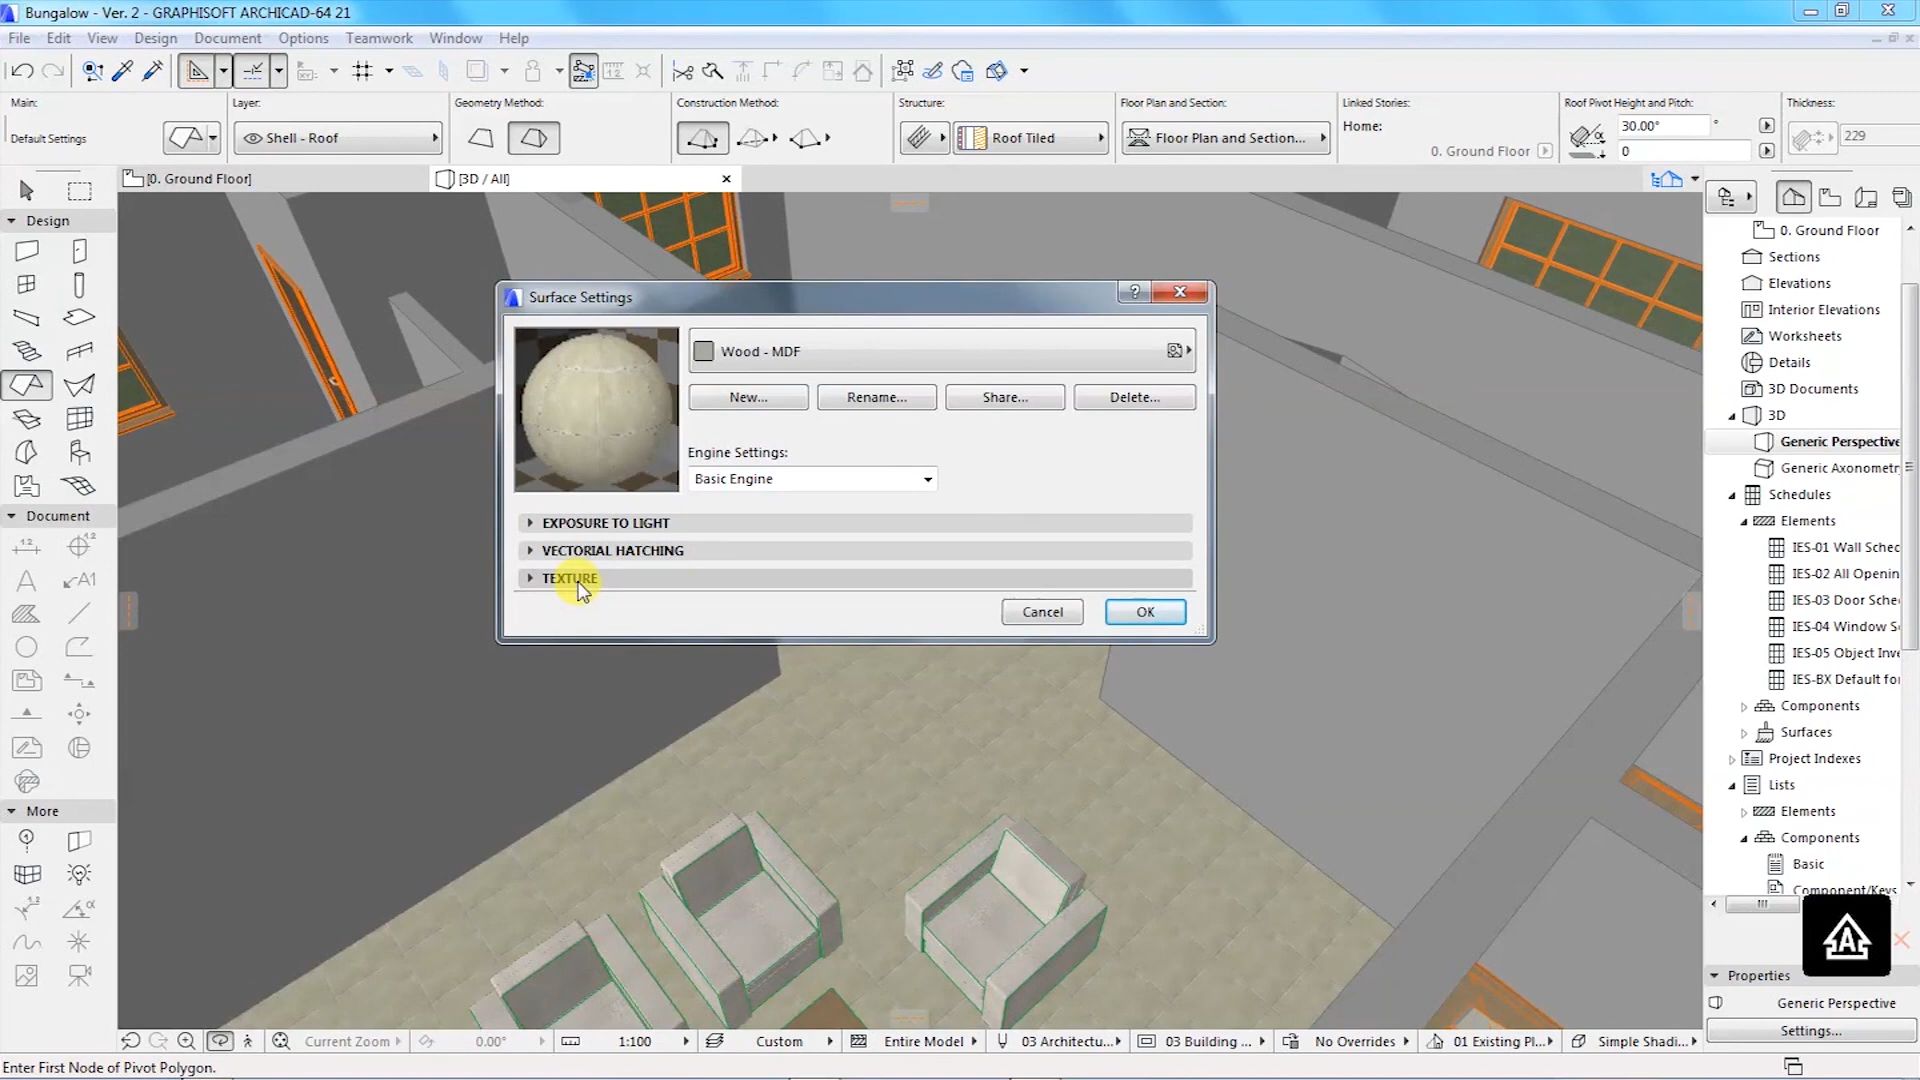 Bungalow - Ver. 2 - GRAPHISOFT ARCHICAD-64 21
File Edit View Design Document Options Teamwork Window Help
Main: Layer: Geometry Method: Construction Method: Structure: Floor Plan and Section: Linked Stories: Roof Pivot Height and Pitch: Thickness:
Default Settings Shell - Roof Roof Tiled Floor Plan and Section... Home: 30.00° ° 229
0. Ground Floor 0
[0. Ground Floor] [3D / All]
Design
Document
More
Surface Settings
Wood - MDF
New... Rename... Share... Delete...
Engine Settings:
Basic Engine
EXPOSURE TO LIGHT
VECTORIAL HATCHING
TEXTURE
Cancel OK
0. Ground Floor
Sections
Elevations
Interior Elevations
Worksheets
Details
3D Documents
3D
Generic Perspective
Generic Axonometr
Schedules
Elements
IES-01 Wall Sched
IES-02 All Openin
IES-03 Door Sche
IES-04 Window S
IES-05 Object Inve
IES-BX Default for
Components
Surfaces
Project Indexes
Lists
Elements
Components
Basic
Component/Keys
Properties
Generic Perspective
Settings...
Current Zoom 0.00° 1:100 Custom Entire Model 03 Architectu... 03 Building ... No Overrides 01 Existing Pl... Simple Shadi...
Enter First Node of Pivot Polygon.